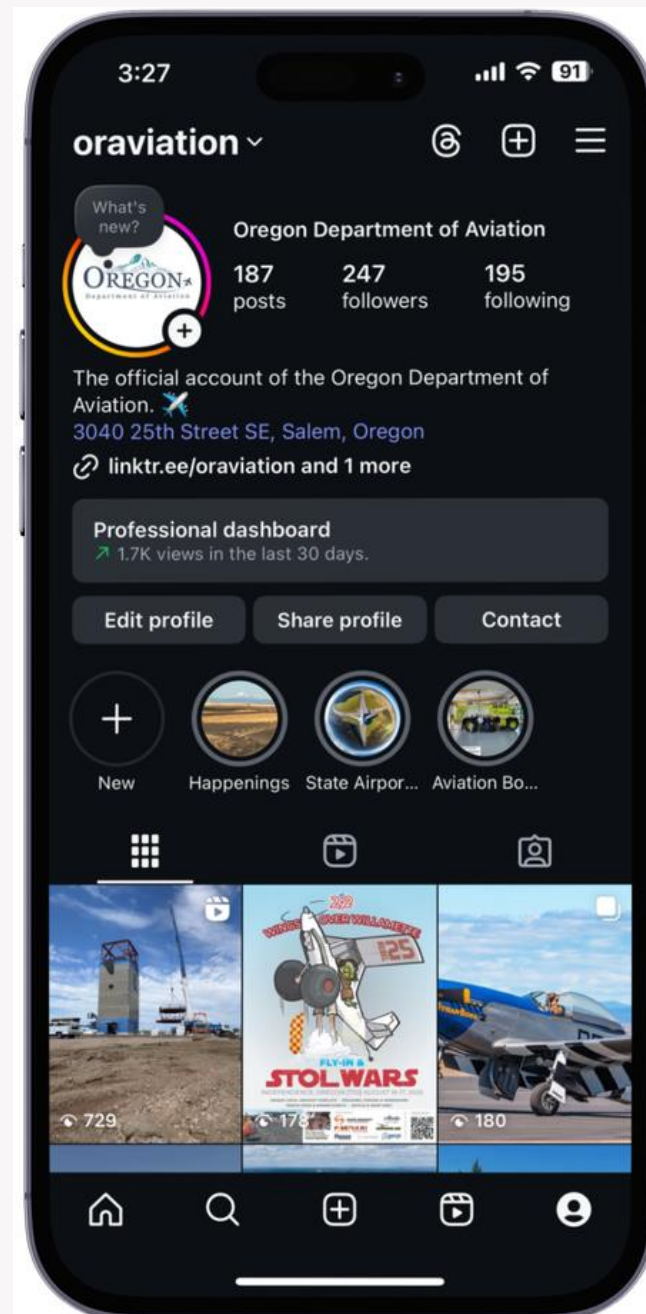 3:27
91
oraviation
What's
new?
OREGON
Department of Aviation
Oregon Department of Aviation
187 247 195
posts followers following
The official account of the Oregon Department of
Aviation. ✈️
3040 25th Street SE, Salem, Oregon
linktr.ee/oraviation and 1 more
Professional dashboard
1.7K views in the last 30 days.
Edit profile Share profile Contact
New Happenings State Airpor... Aviation Bo...
WINGS OVER WILLAMETTE
FLY-IN &
STOL WARS
729 178 180